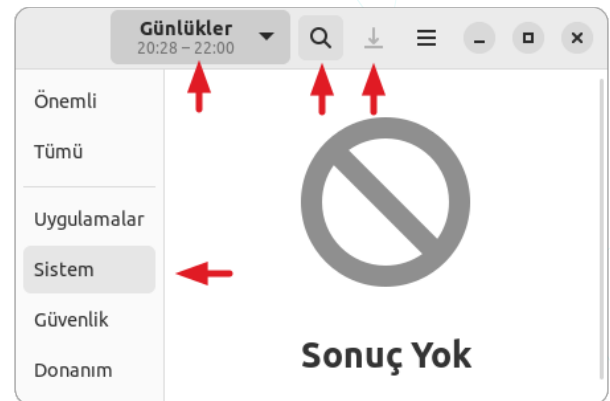 Günlükler
20:28 – 22:00
Önemli
Tümü
Uygulamalar
Sistem
Güvenlik
Donanım
Sonuç Yok